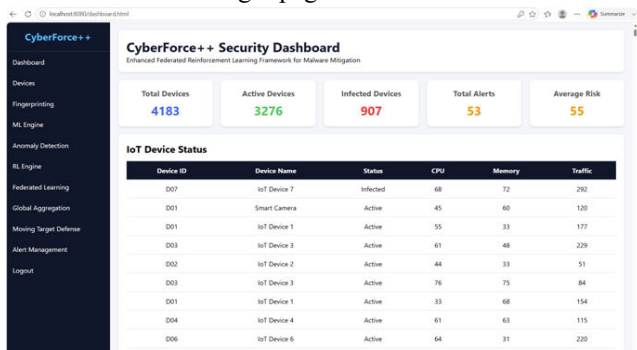 localhost:8080/dashboard.html
Summarize
CyberForce++
Dashboard
Devices
Fingerprinting
ML Engine
Anomaly Detection
RL Engine
Federated Learning
Global Aggregation
Moving Target Defense
Alert Management
Logout
CyberForce++ Security Dashboard
Enhanced Federated Reinforcement Learning Framework for Malware Mitigation
Total Devices
4183
Active Devices
3276
Infected Devices
907
Total Alerts
53
Average Risk
55
IoT Device Status
Device ID Device Name Status CPU Memory Traffic
D07 IoT Device 7 Infected 68 72 292
D01 Smart Camera Active 45 60 120
D01 IoT Device 1 Active 55 33 177
D03 IoT Device 3 Active 61 48 229
D02 IoT Device 2 Active 44 33 51
D03 IoT Device 3 Active 76 75 84
D01 IoT Device 1 Active 33 68 154
D04 IoT Device 4 Active 61 63 115
D06 IoT Device 6 Active 64 31 220